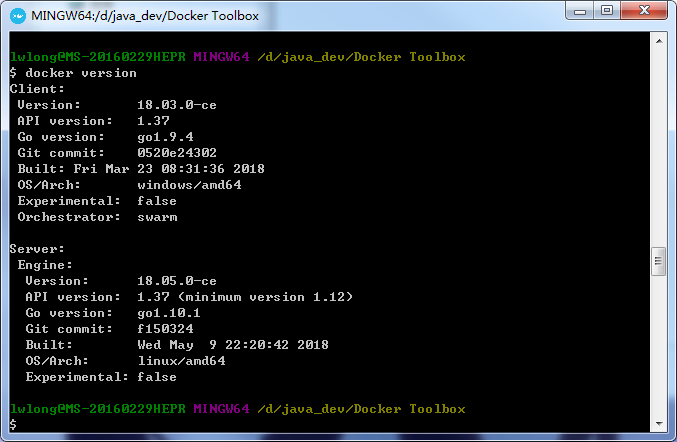 MINGW64:/d/java_dev/Docker Toolbox
lwlong@MS-20160229HEPR MINGW64 /d/java_dev/Docker Toolbox
$ docker version
Client:
 Version:       18.03.0-ce
 API version:   1.37
 Go version:    go1.9.4
 Git commit:    0520e24302
 Built: Fri Mar 23 08:31:36 2018
 OS/Arch:       windows/amd64
 Experimental:  false
 Orchestrator:  swarm
Server:
 Engine:
  Version:      18.05.0-ce
  API version:  1.37 (minimum version 1.12)
  Go version:   go1.10.1
  Git commit:   f150324
  Built:        Wed May  9 22:20:42 2018
  OS/Arch:      linux/amd64
  Experimental: false
lwlong@MS-20160229HEPR MINGW64 /d/java_dev/Docker Toolbox
$